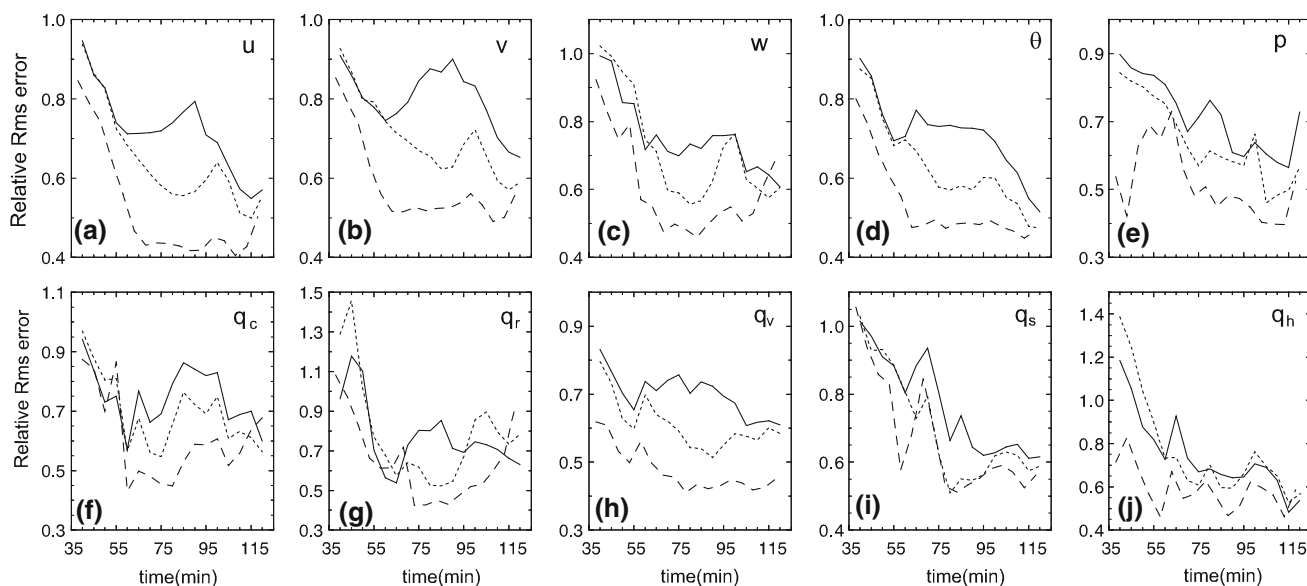 1.0 1.0 1.0 0.9
u v w θ p
Relative Rms error
0.8 0.8 1.0 0.8 0.7
0.6 0.6 0.8 0.6 0.5
0.6
0.4 0.4 0.4 0.4 0.3
(a) (b) (c) (d) (e)
1.1 1.5 0.9 1.0 1.4
q c q r q v q s q h
Relative Rms error
0.9 1.3 0.7 0.8 1.2
0.7 1.1 0.5 0.6 1.0
0.5 0.9 0.3 0.4 0.8
0.3 0.7 0.6
0.5 0.4
0.3
(f) (g) (h) (i) (j)
35 55 75 95 115 35 55 75 95 115 35 55 75 95 115 35 55 75 95 115 35 55 75 95 115
time(min) time(min) time(min) time(min) time(min)